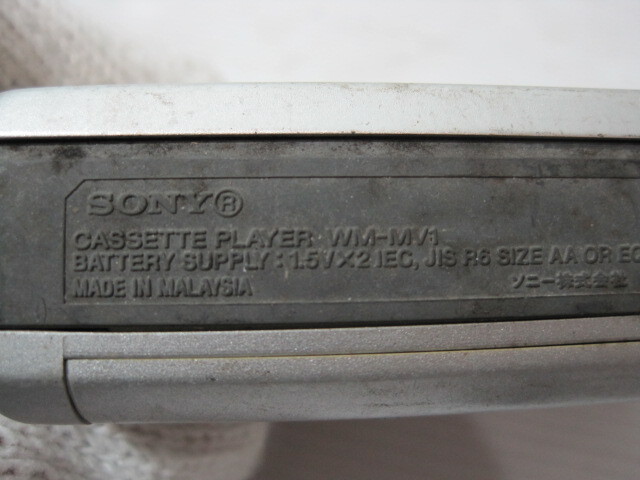 SONY®
CASSETTE PLAYER WM-MV1
BATTERY SUPPLY : 1.5V×2 IEC, JIS R6 SIZE AA OR EQ
MADE IN MALAYSIA
ソニー株式会社